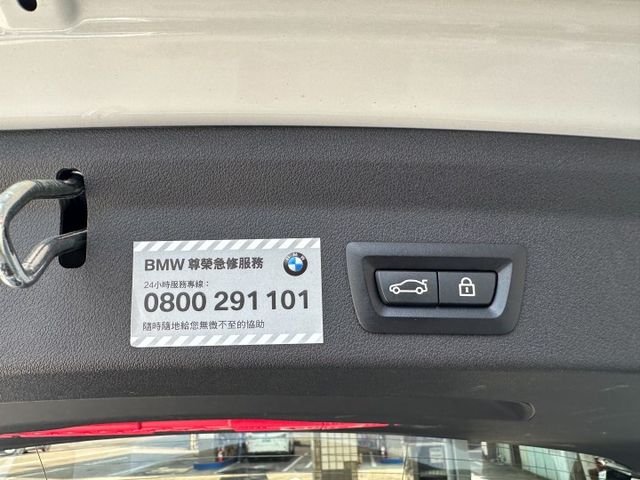 BMW 尊榮急修服務
24小時服務專線：
0800 291 101
隨時隨地給您無微不至的協助